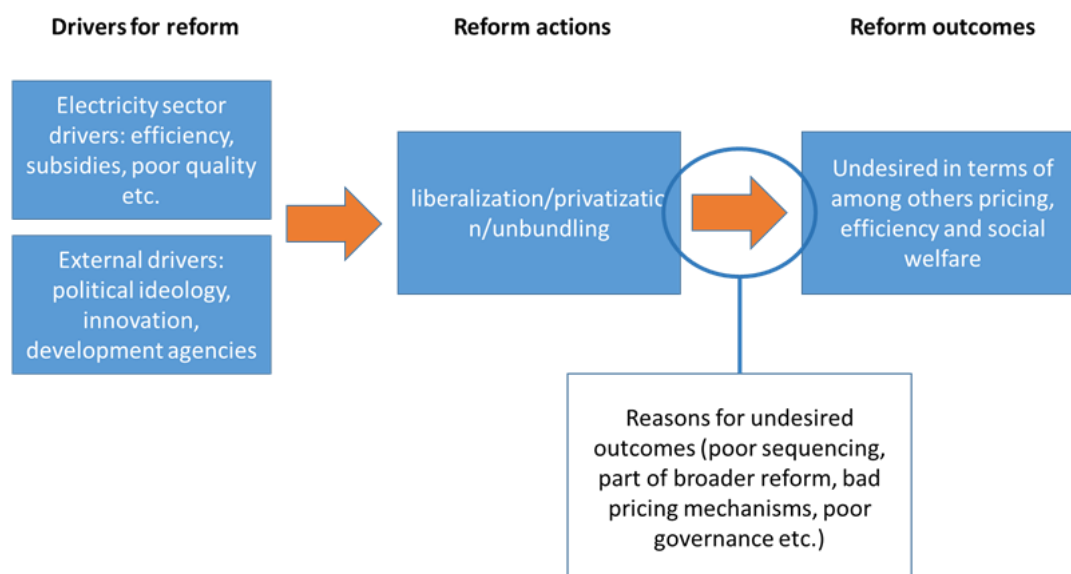 Drivers for reform
Reform actions
Reform outcomes
Electricity sector
drivers: efficiency,
subsidies, poor quality
etc.
External drivers:
political ideology,
innovation,
development agencies
liberalization/privatizatio
n/unbundling
Undesired in terms of
among others pricing,
efficiency and social
welfare
Reasons for undesired
outcomes (poor sequencing,
part of broader reform, bad
pricing mechanisms, poor
governance etc.)